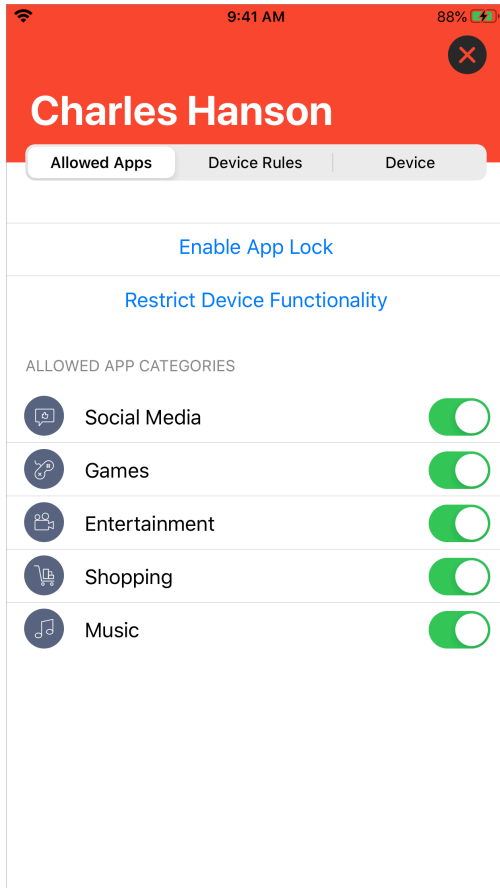 9:41 AM 88%
Charles Hanson
Allowed Apps Device Rules Device
Enable App Lock
Restrict Device Functionality
ALLOWED APP CATEGORIES
Social Media
Games
Entertainment
Shopping
Music